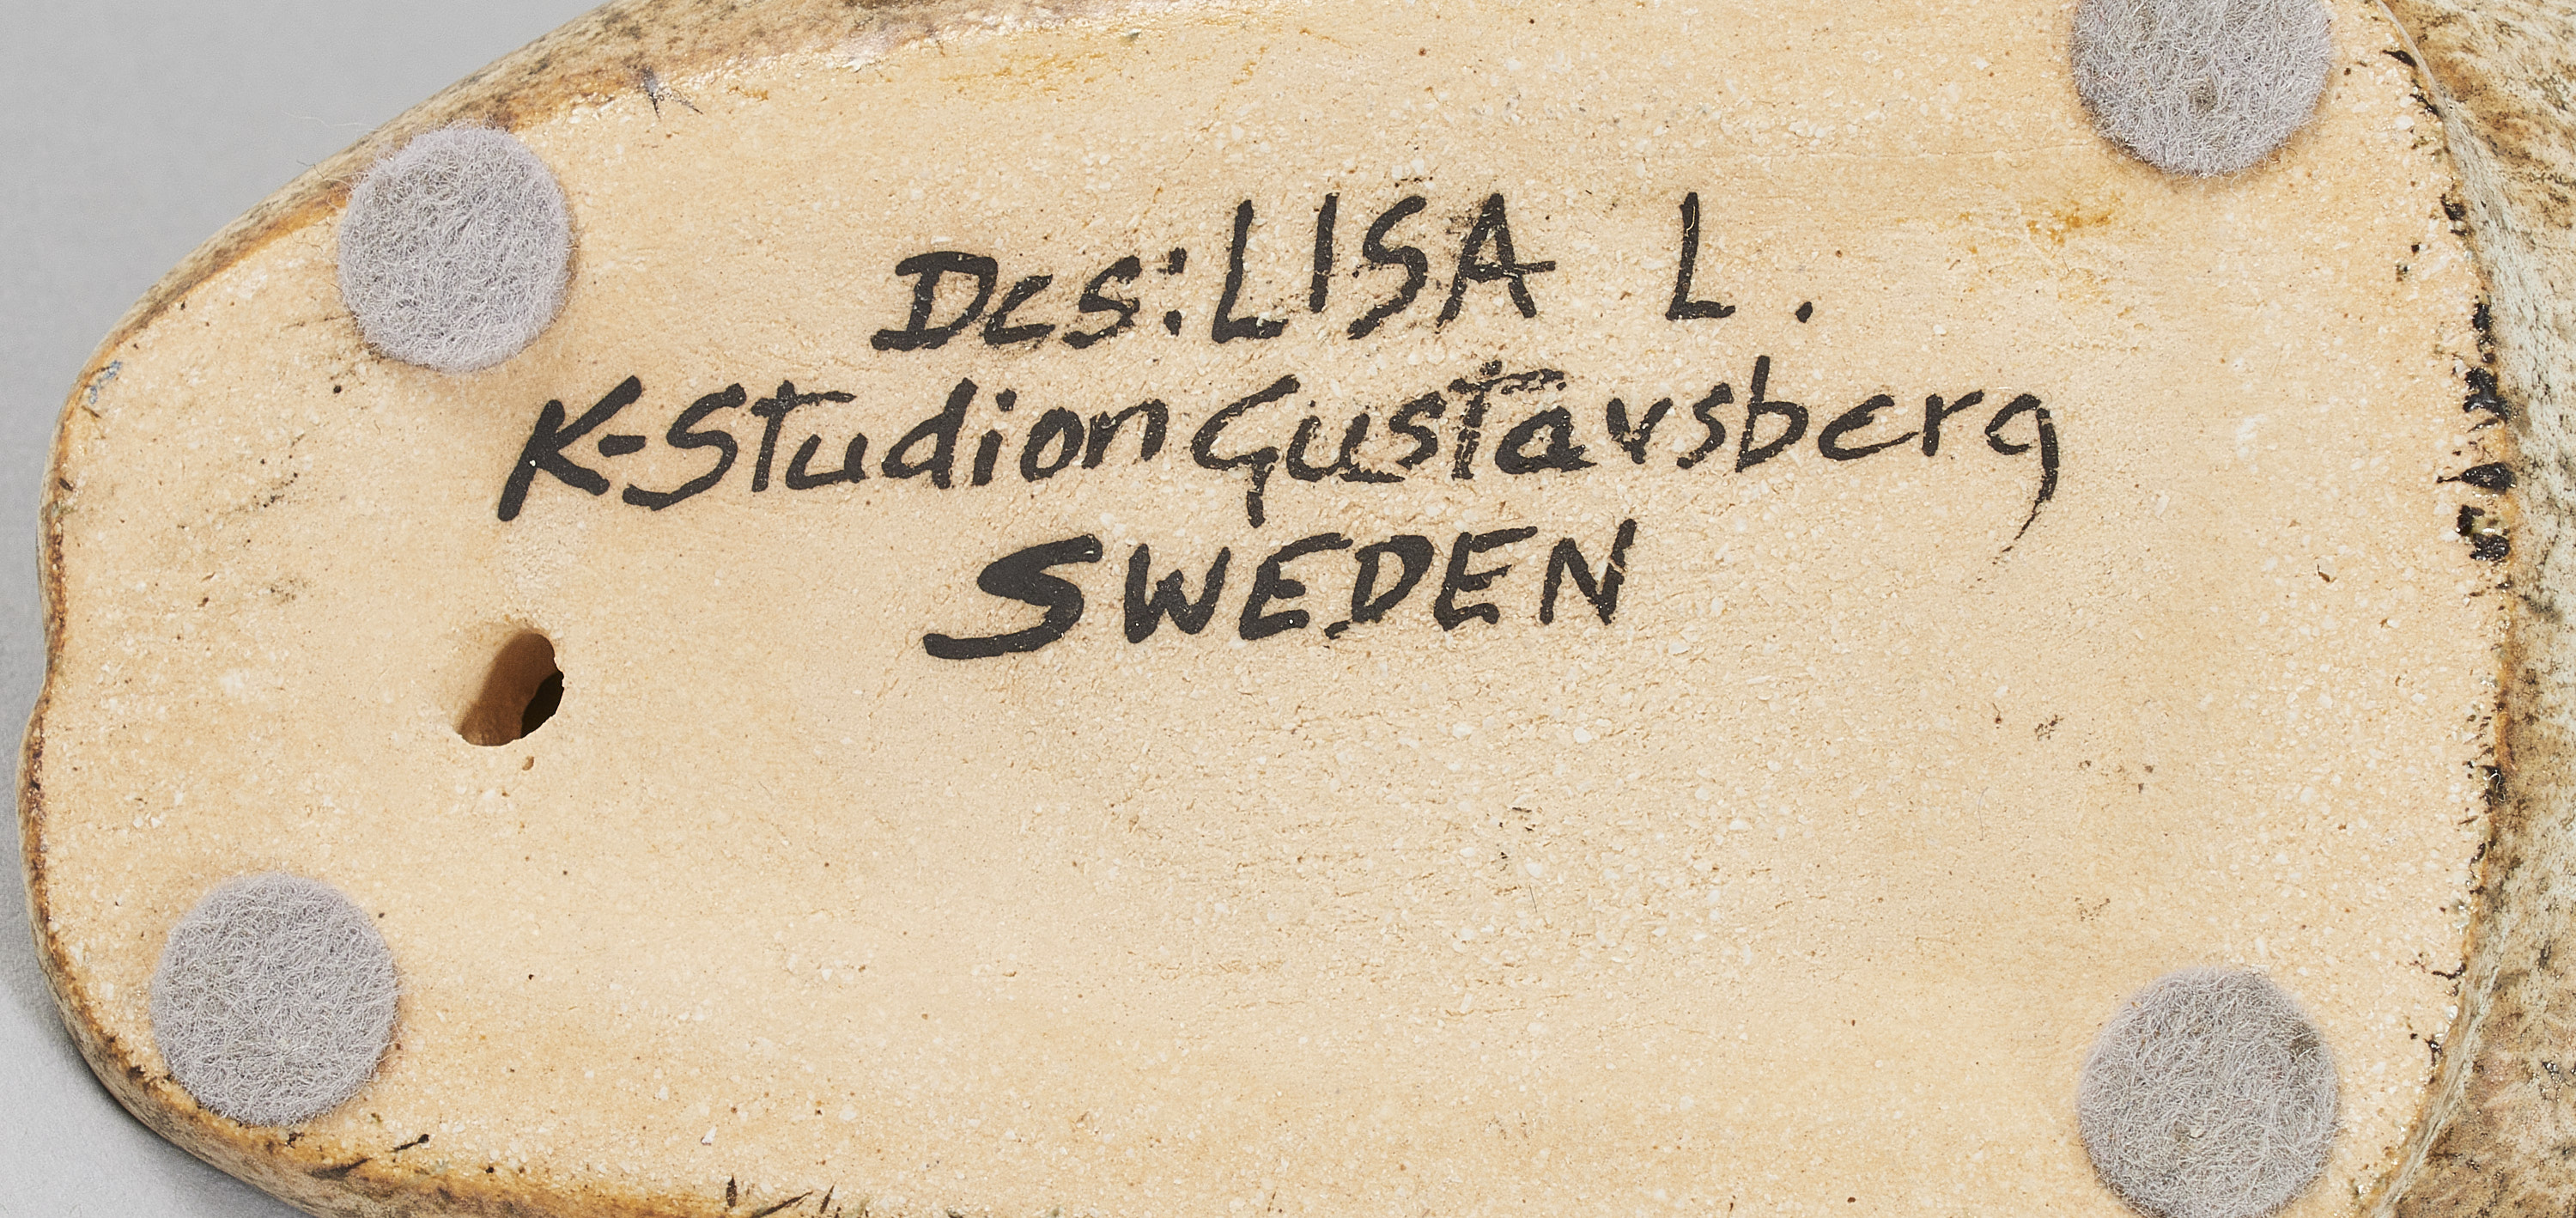 Des: LISA L.
K-Studion Gustavsberg
SWEDEN